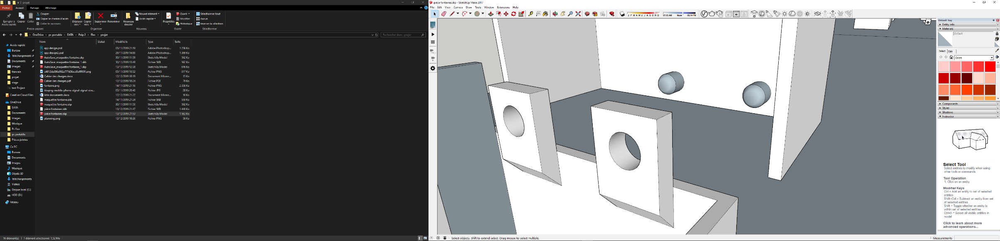 projet
Fichier Accueil Partage Affichage
Épingler à Accès rapide
Copier
Coller
Couper
Copier le chemin d'accès
Coller le raccourci
Déplacer vers
Copier vers
Supprimer
Renommer
Nouveau dossier
Nouvel élément
Accès rapide
Propriétés
Ouvrir
Modifier
Historique
Sélectionner tout
Aucun
Inverser la sélection
Presse-papiers Organiser Nouveau Ouvrir Sélectionner
OneDrive pc portable DATA Peip 2 Elec projet
Rechercher dans : projet
Accès rapide
Bureau
Téléchargements
Documents
Images
francais
projet
stage
test Project
Creative Cloud Files
OneDrive
DATA
Documents
Images
Musique
Pc fixe
pc portable
Pièces jointes
Ce PC
Bureau
Documents
Images
Musique
Objets 3D
Téléchargements
Vidéos
Disque local (C:)
HDD (D:)
Réseau
Nom Statut Modifié le Type Taille
app design.psd 05/11/2019 21:19 Adobe Photoshop... 1 256 Ko
app design2.psd 29/11/2019 14:00 Adobe Photoshop... 1 399 Ko
AutoSave_maquettre fontaine.skp 30/11/2019 11:59 SketchUp Model 562 Ko
AutoSave_maquettre fontaine_1.skb 30/11/2019 13:48 Fichier SKB 562 Ko
AutoSave_maquettre fontaine_1.skp 13/12/2019 12:38 SketchUp Model 616 Ko
c4812da386a902a777d5facd5afff69f.png 05/11/2019 13:52 Fichier PNG 317 Ko
Cahier des charges.docx 12/12/2019 18:19 Document Micros... 15 Ko
Cahier des charges.pdf 12/12/2019 18:24 Fichier PDF 79 Ko
fontaine.png 14/11/2019 21:16 Fichier PNG 2 358 Ko
kisspng-mobile-phone-signal-signal-stre... 05/11/2019 20:40 Fichier JPG 28 Ko
liste documents.docx 12/12/2019 21:22 Document Micros... 18 Ko
maquettre fontaine.skb 14/11/2019 21:24 Fichier SKB 550 Ko
maquettre fontaine.skp 30/11/2019 11:53 SketchUp Model 562 Ko
pièce fontaines.skb 13/12/2019 21:47 Fichier SKB 1 448 Ko
pièce fontaines.skp 13/12/2019 21:53 SketchUp Model 1 563 Ko
planning.png 12/12/2019 18:26 Fichier PNG 58 Ko
16 élément(s) 1 élément sélectionné 1,52 Mo
pièce fontaines.skp - SketchUp Make 2017
File Edit View Camera Draw Tools Window Extensions Help
J F M A M J J A S O N D
07:53 AM Noon 05:14 PM
Default Tray
Entity Info
Materials
Default
Select Edit
Colors
Components
Styles
Shadows
Instructor
Select Tool
Select entities to modify when using
other tools or commands.
Tool Operation
1. Click on an entity.
Modifier Keys
Ctrl = Add an entity to set of selected
entities
Shift+Ctrl = Subtract an entity from set
of selected entities
Shift = Toggle whether an entity is
within set of selected entities
Ctrl+A = Select all visible entities in
model
Click to learn about more
advanced operations...
Select objects. Shift to extend select. Drag mouse to select multiple.
Measurements